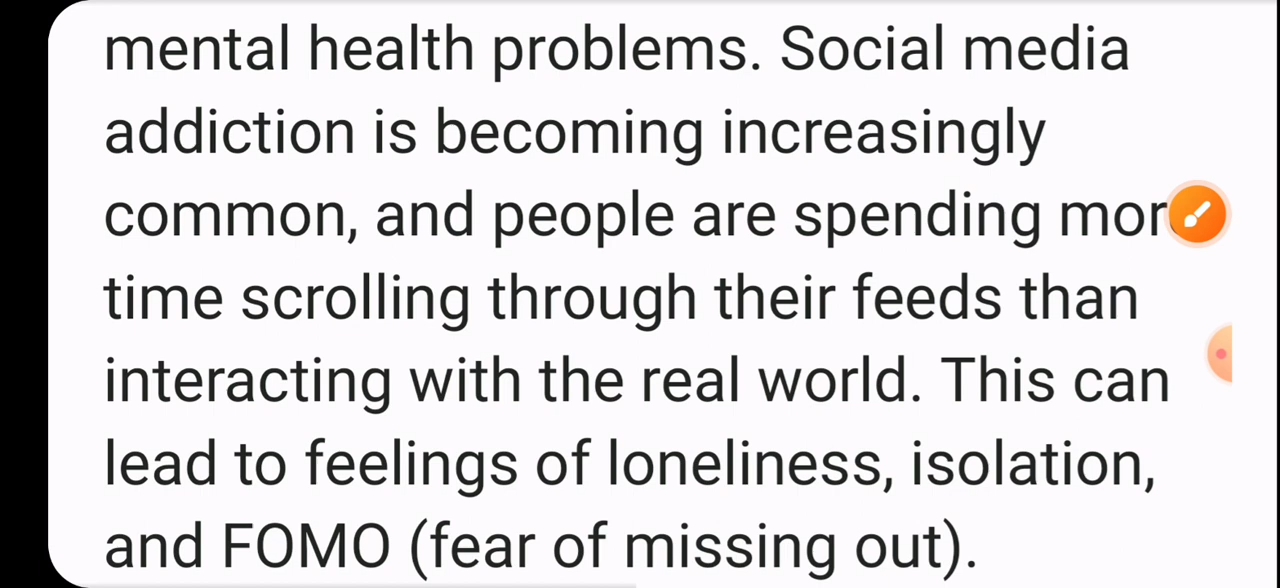 mental health problems. Social media
addiction is becoming increasingly
common, and people are spending mor
time scrolling through their feeds than
interacting with the real world. This can
lead to feelings of loneliness, isolation,
and FOMO (fear of missing out).